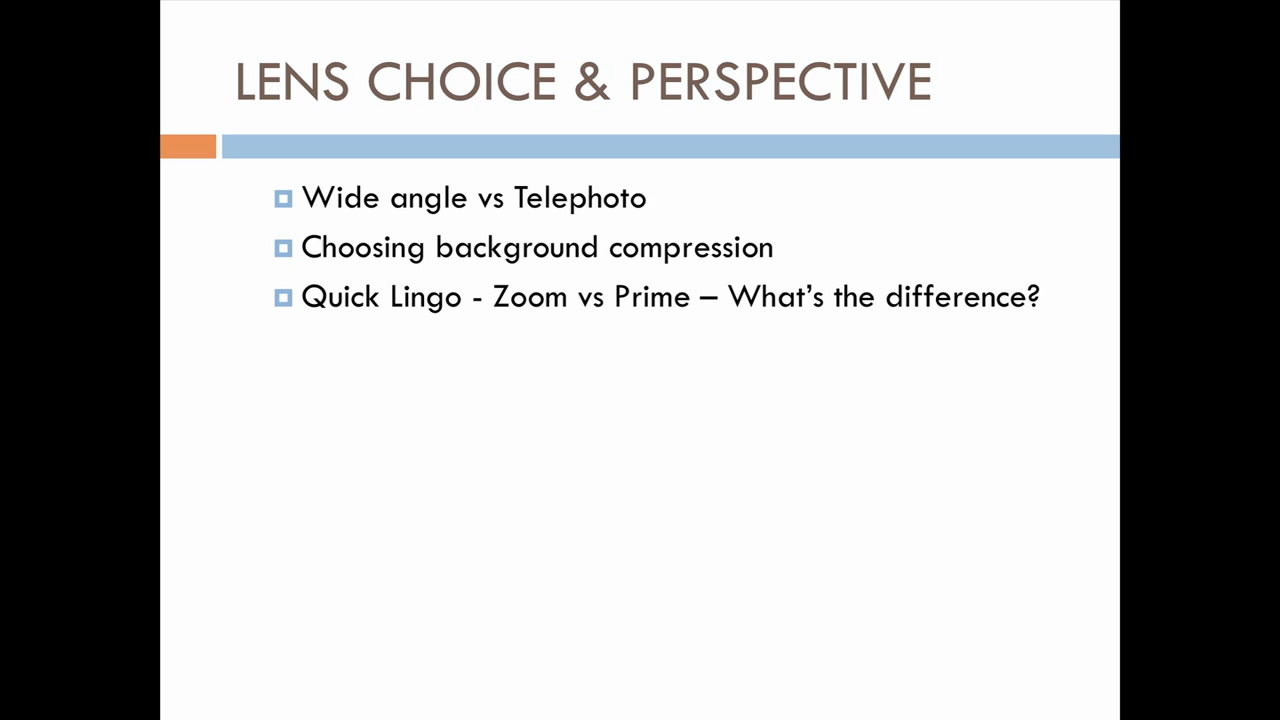 LENS CHOICE & PERSPECTIVE
Wide angle vs Telephoto
Choosing background compression
Quick Lingo - Zoom vs Prime – What’s the difference?